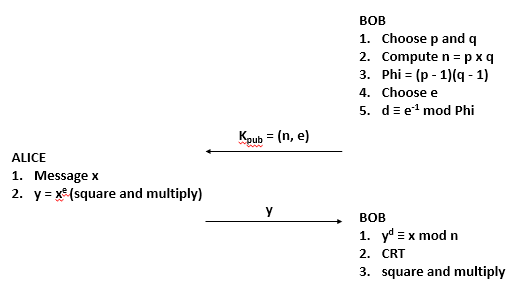 BOB
1. Choose p and q
2. Compute n = p x q
3. Phi = (p - 1)(q - 1)
4. Choose e
5. d ≡ e⁻¹ mod Phi
Kpub = (n, e)
ALICE
1. Message x
2. y = xᵉ (square and multiply)
y
BOB
1. yᵈ ≡ x mod n
2. CRT
3. square and multiply